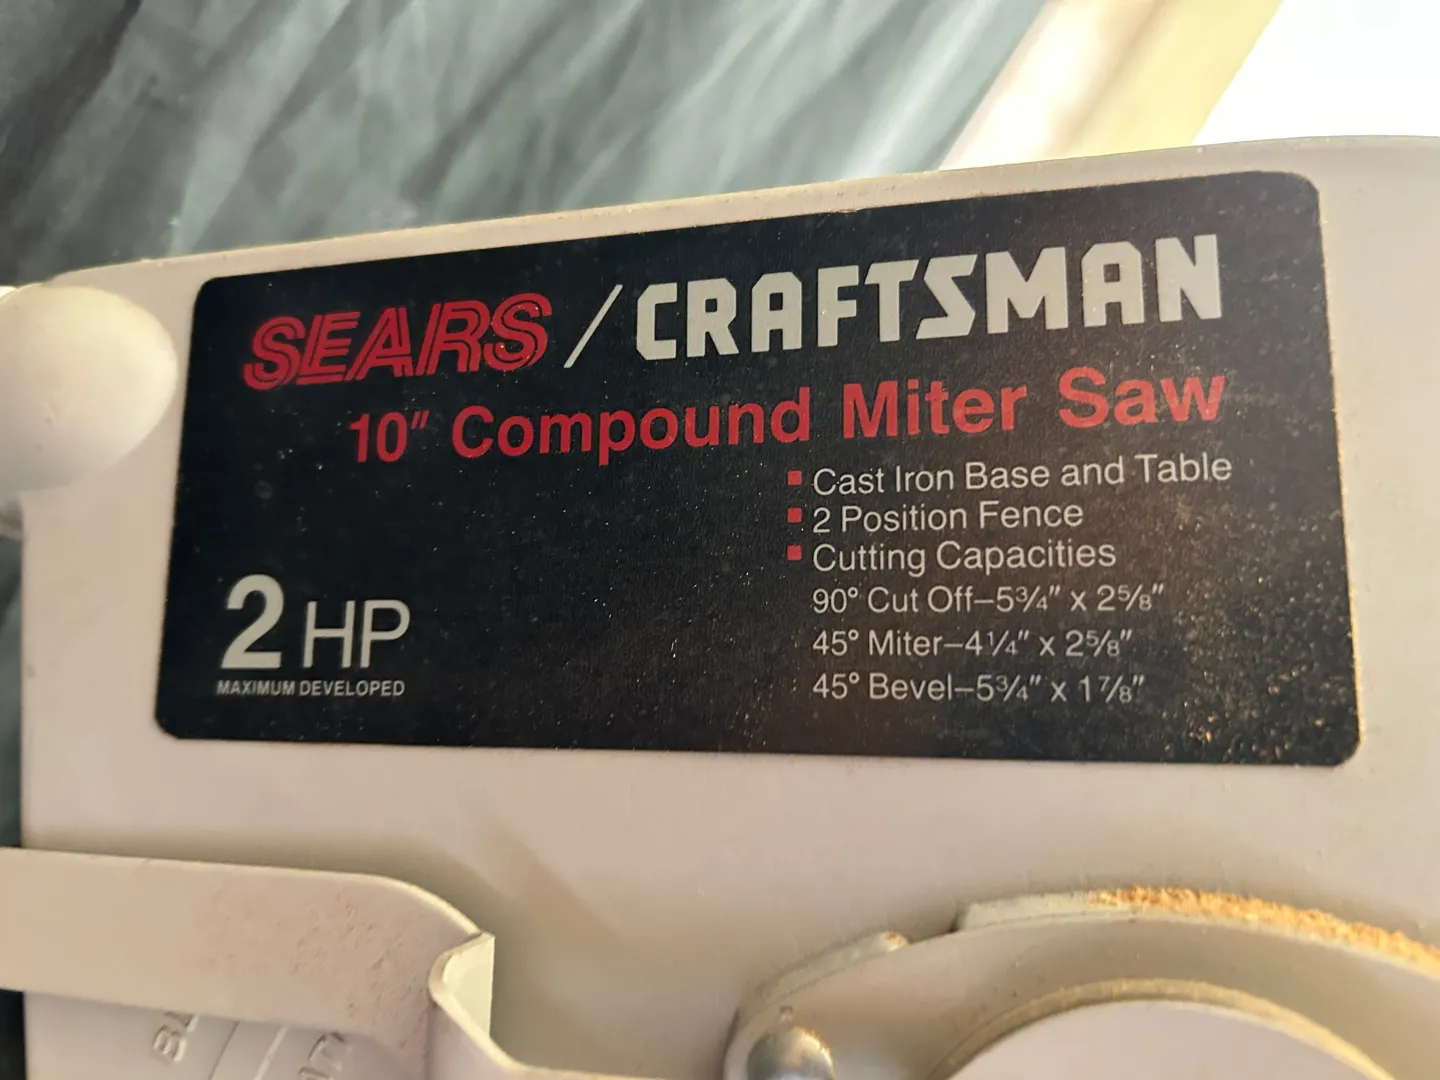 SEARS / CRAFTSMAN
10" Compound Miter Saw
▪ Cast Iron Base and Table
▪ 2 Position Fence
▪ Cutting Capacities
90° Cut Off–5¾" x 2⅝"
45° Miter–4¼" x 2⅝"
45° Bevel–5¾" x 1⅞"
2 HP
MAXIMUM DEVELOPED